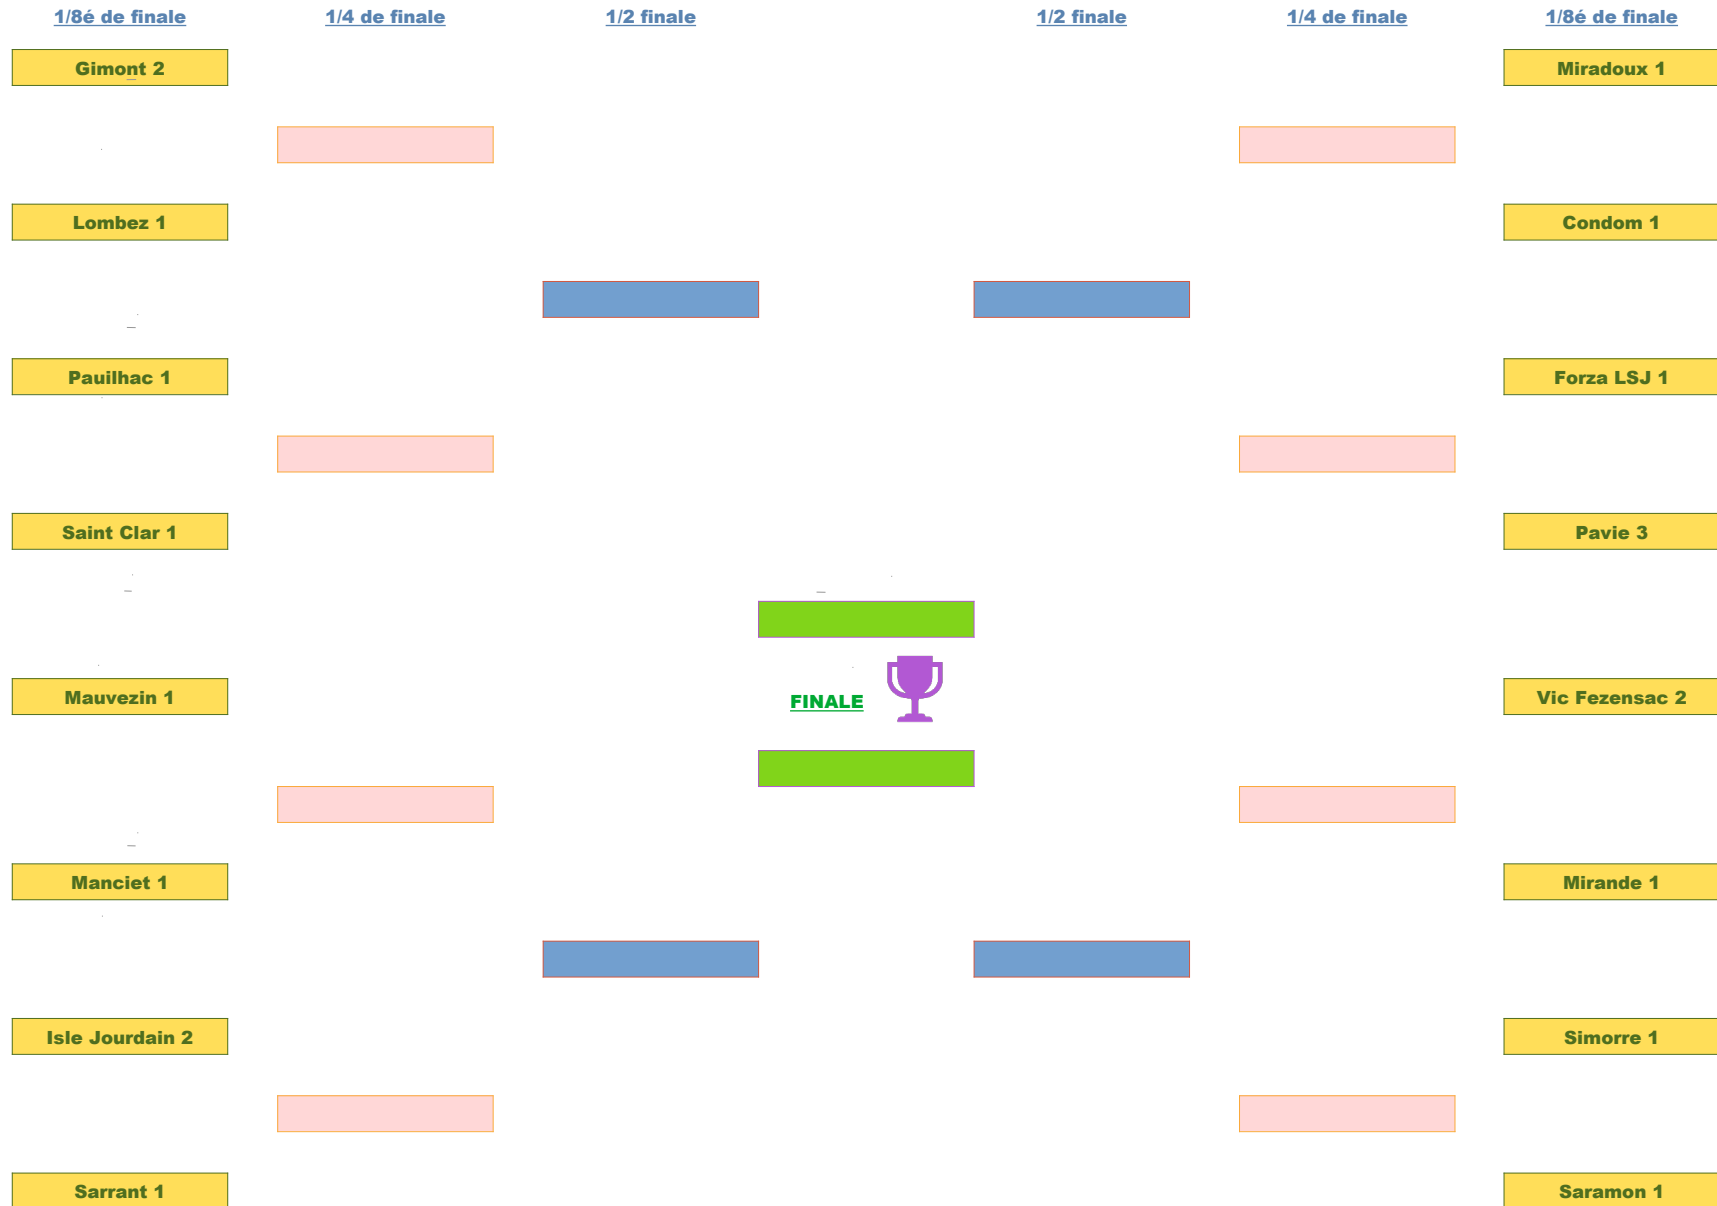 1/8é de finale
1/4 de finale
1/2 finale
1/2 finale
1/4 de finale
1/8é de finale
Gimont 2
Miradoux 1
Lombez 1
Condom 1
Pauilhac 1
Forza LSJ 1
Saint Clar 1
Pavie 3
Mauvezin 1
FINALE
Vic Fezensac 2
Manciet 1
Mirande 1
Isle Jourdain 2
Simorre 1
Sarrant 1
Saramon 1